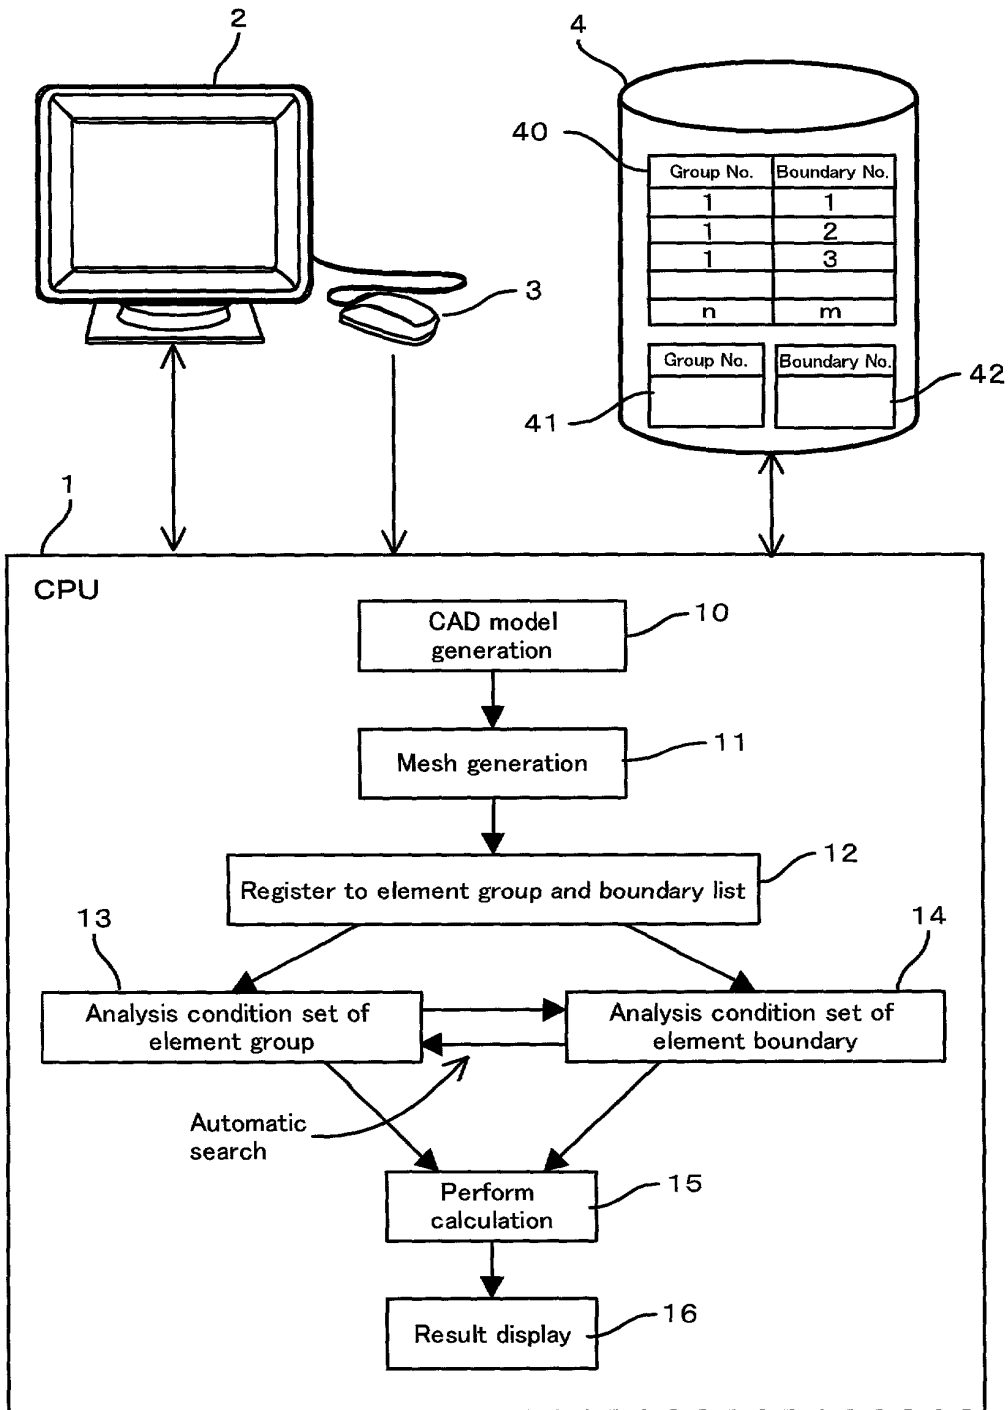 2
4
40
Group No. Boundary No.
1 1
1 2
1 3
n m
3
Group No. Boundary No.
42
41
1
CPU
CAD model
generation
10
Mesh generation
11
Register to element group and boundary list
12
13
14
Analysis condition set of
element group
Analysis condition set of
element boundary
Automatic
search
Perform
calculation
15
Result display
16